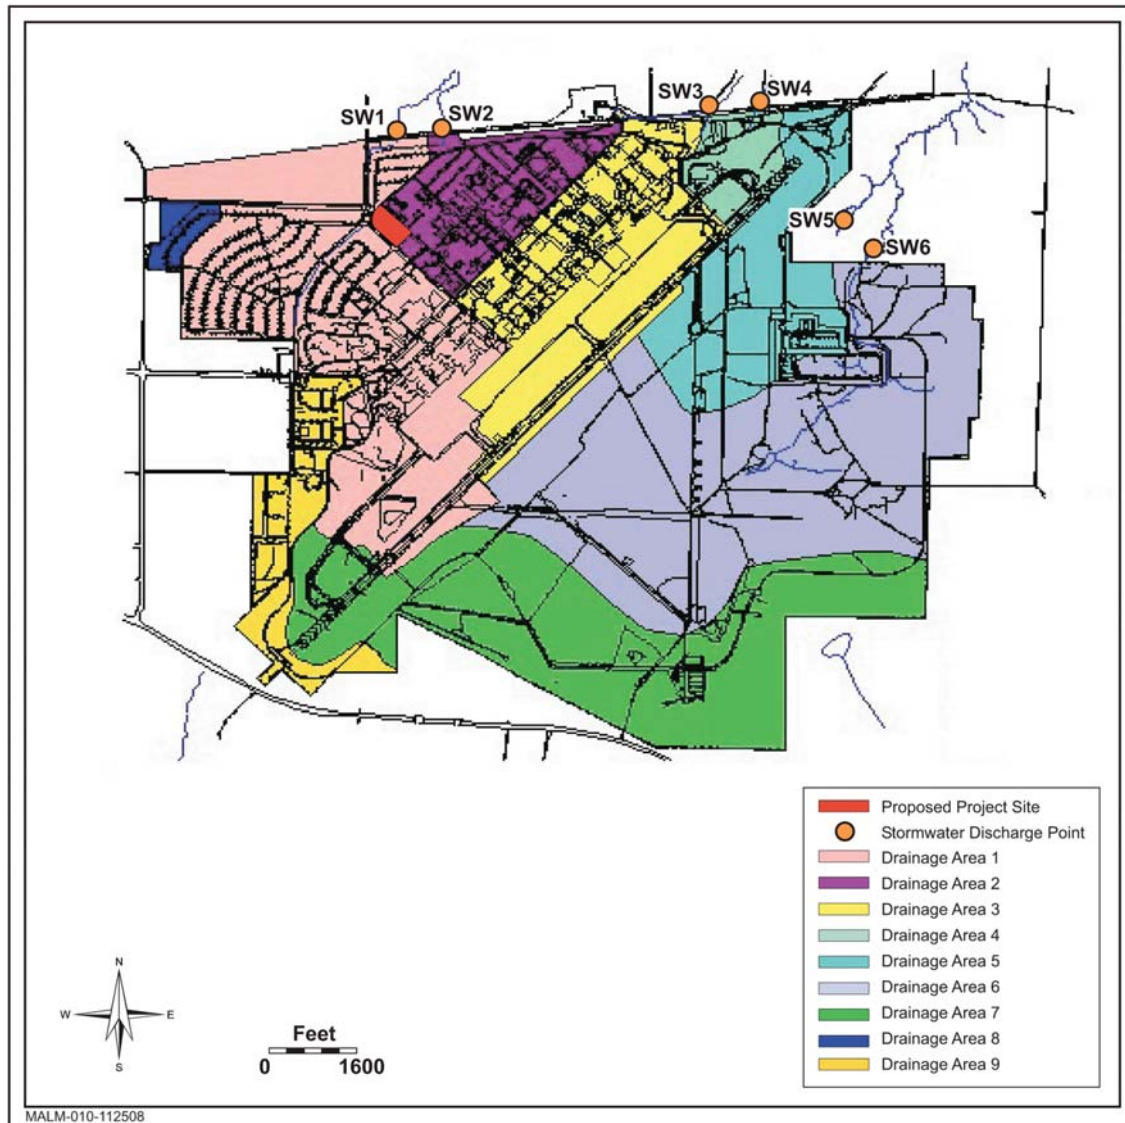 SW1
SW2
SW3
SW4
SW5
SW6
Proposed Project Site
Stormwater Discharge Point
Drainage Area 1
Drainage Area 2
Drainage Area 3
Drainage Area 4
Drainage Area 5
Drainage Area 6
Drainage Area 7
Drainage Area 8
Drainage Area 9
N
W E
S
Feet
0 1600
MALM-010-112508